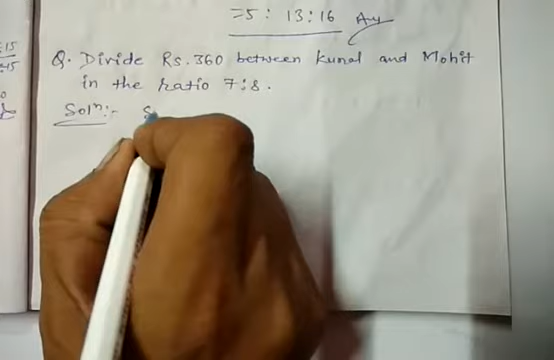 =5: 13:16 Ay
Q. Divide Rs. 360 between Kunal and Mohit
in the ratio 7:8.
Solⁿ:- S